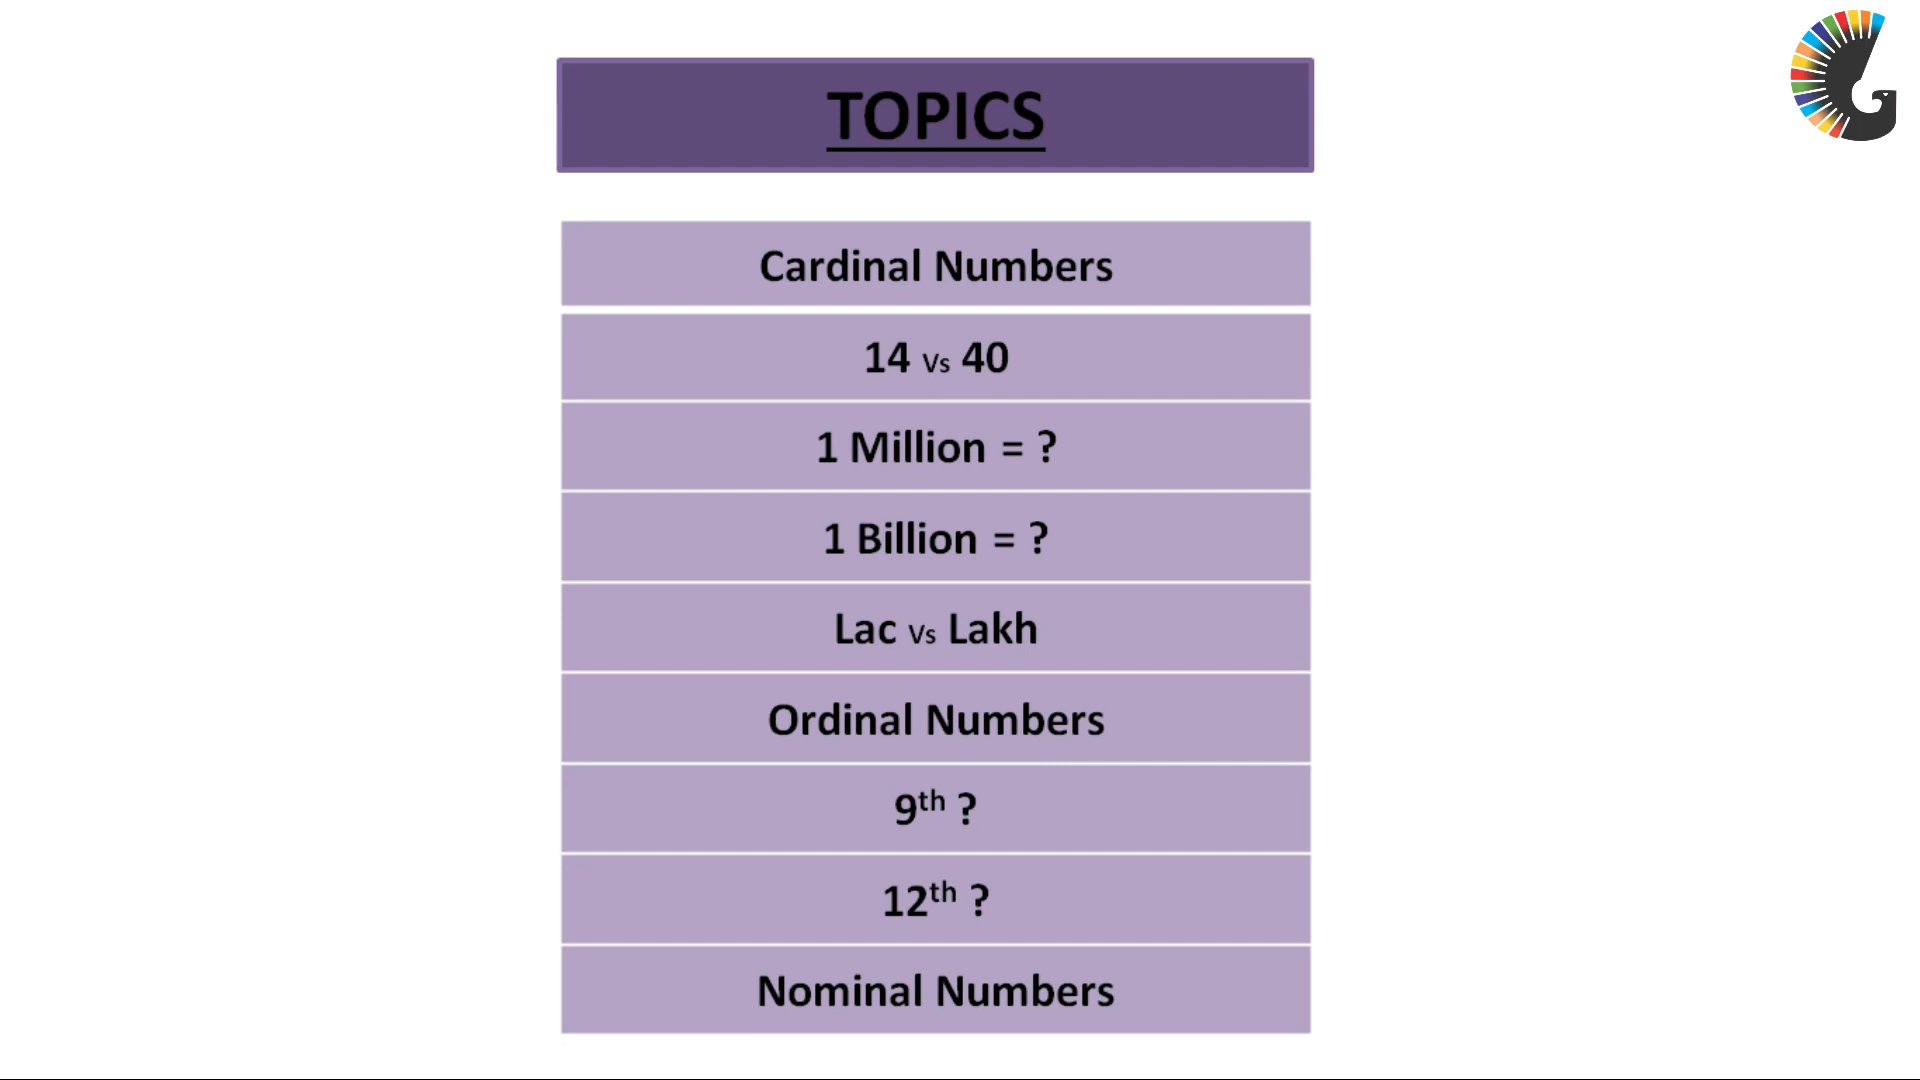 TOPICS
Cardinal Numbers
14 Vs 40
1 Million = ?
1 Billion = ?
Lac Vs Lakh
Ordinal Numbers
9th ?
12th ?
Nominal Numbers